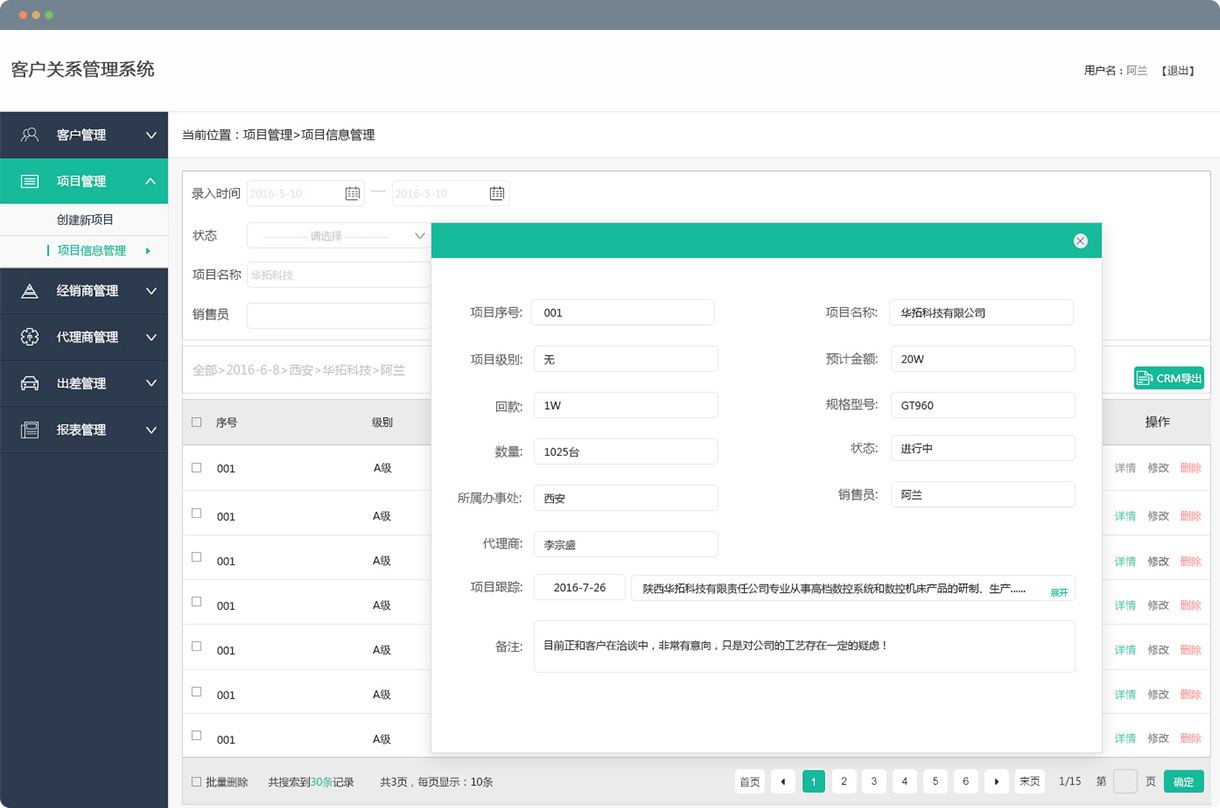 客户关系管理系统
用户名：阿兰 【退出】
客户管理
项目管理
创建新项目
项目信息管理
经销商管理
代理商管理
出差管理
报表管理
当前位置：项目管理>项目信息管理
录入时间 2016-5-10 — 2016-5-10
状态 --------- 请选择 ---------
项目名称 华拓科技
销售员
全部>2016-6-8>西安>华拓科技>阿兰
CRM导出
序号 级别 操作
001 A级 详情 修改 删除
001 A级 详情 修改 删除
001 A级 详情 修改 删除
001 A级 详情 修改 删除
001 A级 详情 修改 删除
001 A级 详情 修改 删除
001 A级 详情 修改 删除
项目序号: 001 项目名称: 华拓科技有限公司
项目级别: 无 预计金额: 20W
回款: 1W 规格型号: GT960
数量: 1025台 状态: 进行中
所属办事处: 西安 销售员: 阿兰
代理商: 李宗盛
项目跟踪: 2016-7-26 陕西华拓科技有限责任公司专业从事高档数控系统和数控机床产品的研制、生产...... 展开
备注: 目前正和客户在洽谈中，非常有意向，只是对公司的工艺存在一定的疑虑！
批量删除 共搜索到30条记录 共3页，每页显示：10条 首页 1 2 3 4 5 6 末页 1/15 第 页 确定